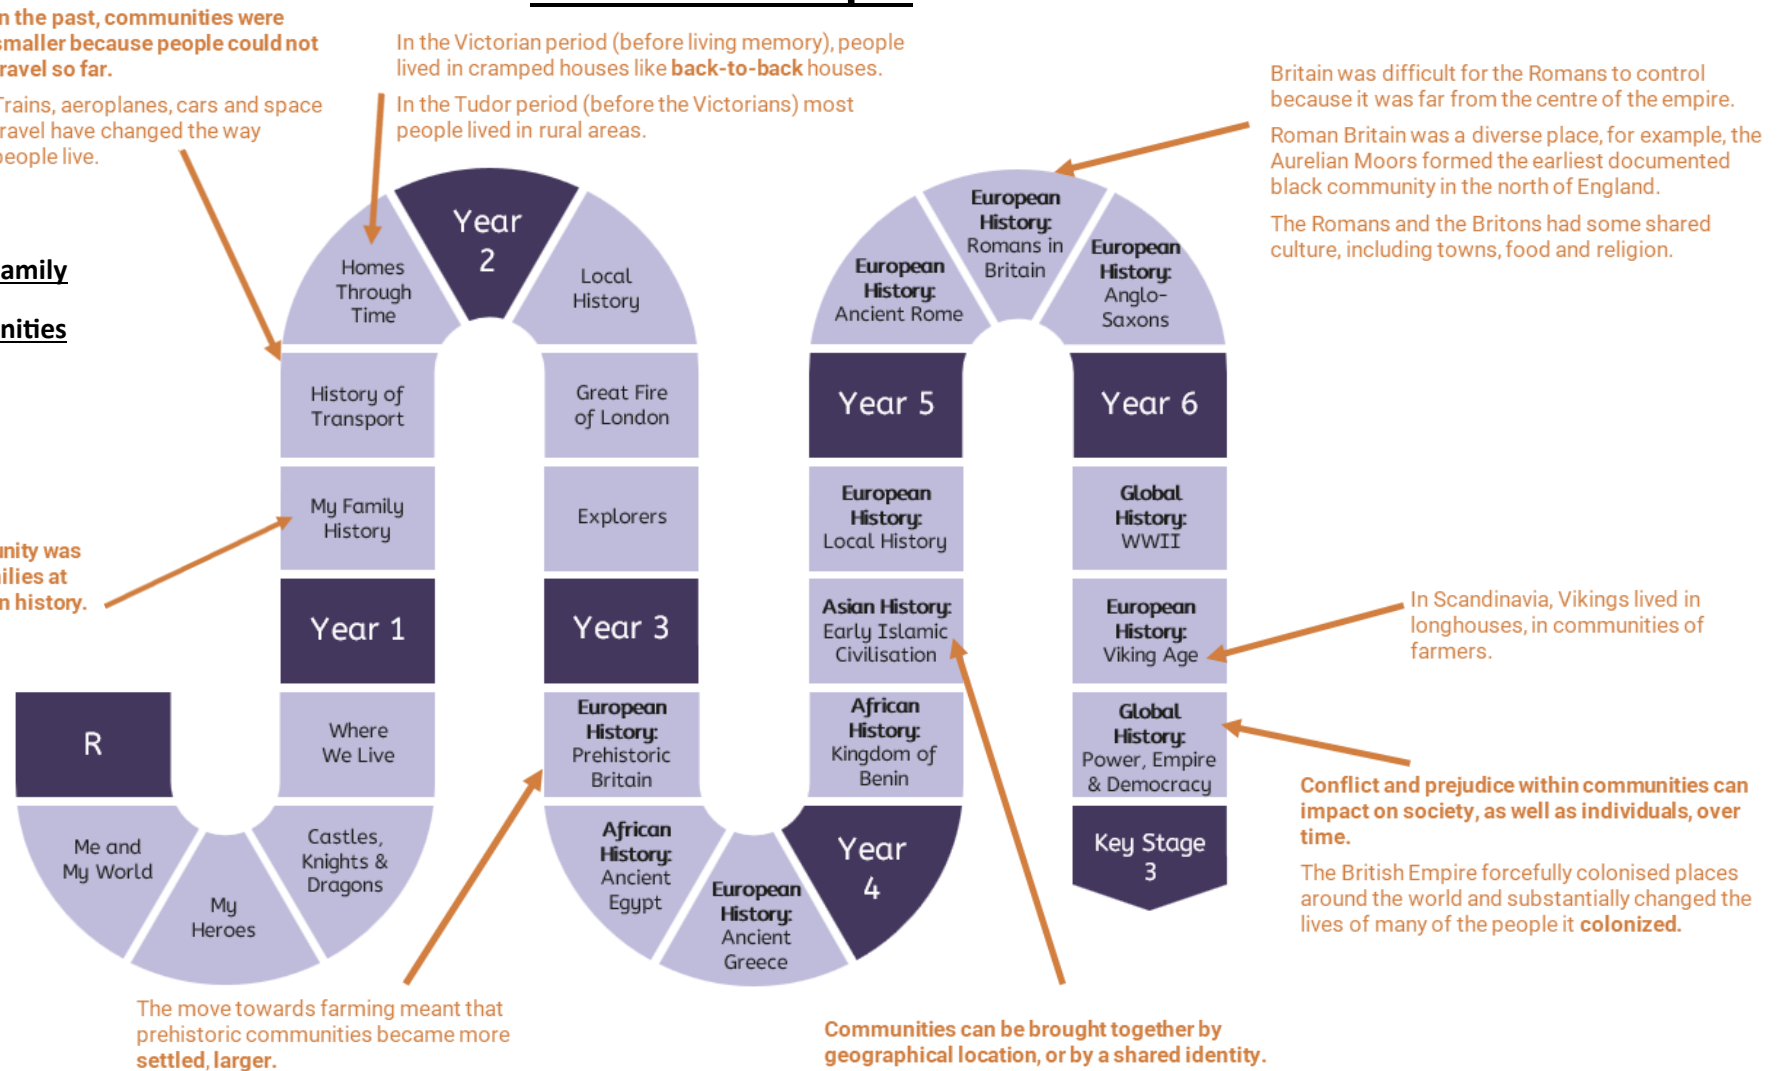 n the past, communities were
smaller because people could not
ravel so far.
Trains, aeroplanes, cars and space
ravel have changed the way
people live.
In the Victorian period (before living memory), people
lived in cramped houses like back-to-back houses.
In the Tudor period (before the Victorians) most
people lived in rural areas.
Britain was difficult for the Romans to control
because it was far from the centre of the empire.
Roman Britain was a diverse place, for example, the
Aurelian Moors formed the earliest documented
black community in the north of England.
The Romans and the Britons had some shared
culture, including towns, food and religion.
amily
nities
unity was
ilies at
n history.
R
Me and
My World
My
Heroes
Castles,
Knights &
Dragons
Where
We Live
Year 1
My Family
History
History of
Transport
Homes
Through
Time
Year
2
Local
History
Great Fire
of London
Explorers
Year 3
European
History:
Prehistoric
Britain
African
History:
Ancient
Egypt
European
History:
Ancient
Greece
Year
4
African
History:
Kingdom of
Benin
Asian History:
Early Islamic
Civilisation
European
History:
Local History
Year 5
European
History:
Ancient Rome
European
History:
Romans in
Britain
European
History:
Anglo-
Saxons
Year 6
Global
History:
WWII
European
History:
Viking Age
Global
History:
Power, Empire
& Democracy
Key Stage
3
In Scandinavia, Vikings lived in
longhouses, in communities of
farmers.
Conflict and prejudice within communities can
impact on society, as well as individuals, over
time.
The British Empire forcefully colonised places
around the world and substantially changed the
lives of many of the people it colonized.
The move towards farming meant that
prehistoric communities became more
settled, larger.
Communities can be brought together by
geographical location, or by a shared identity.